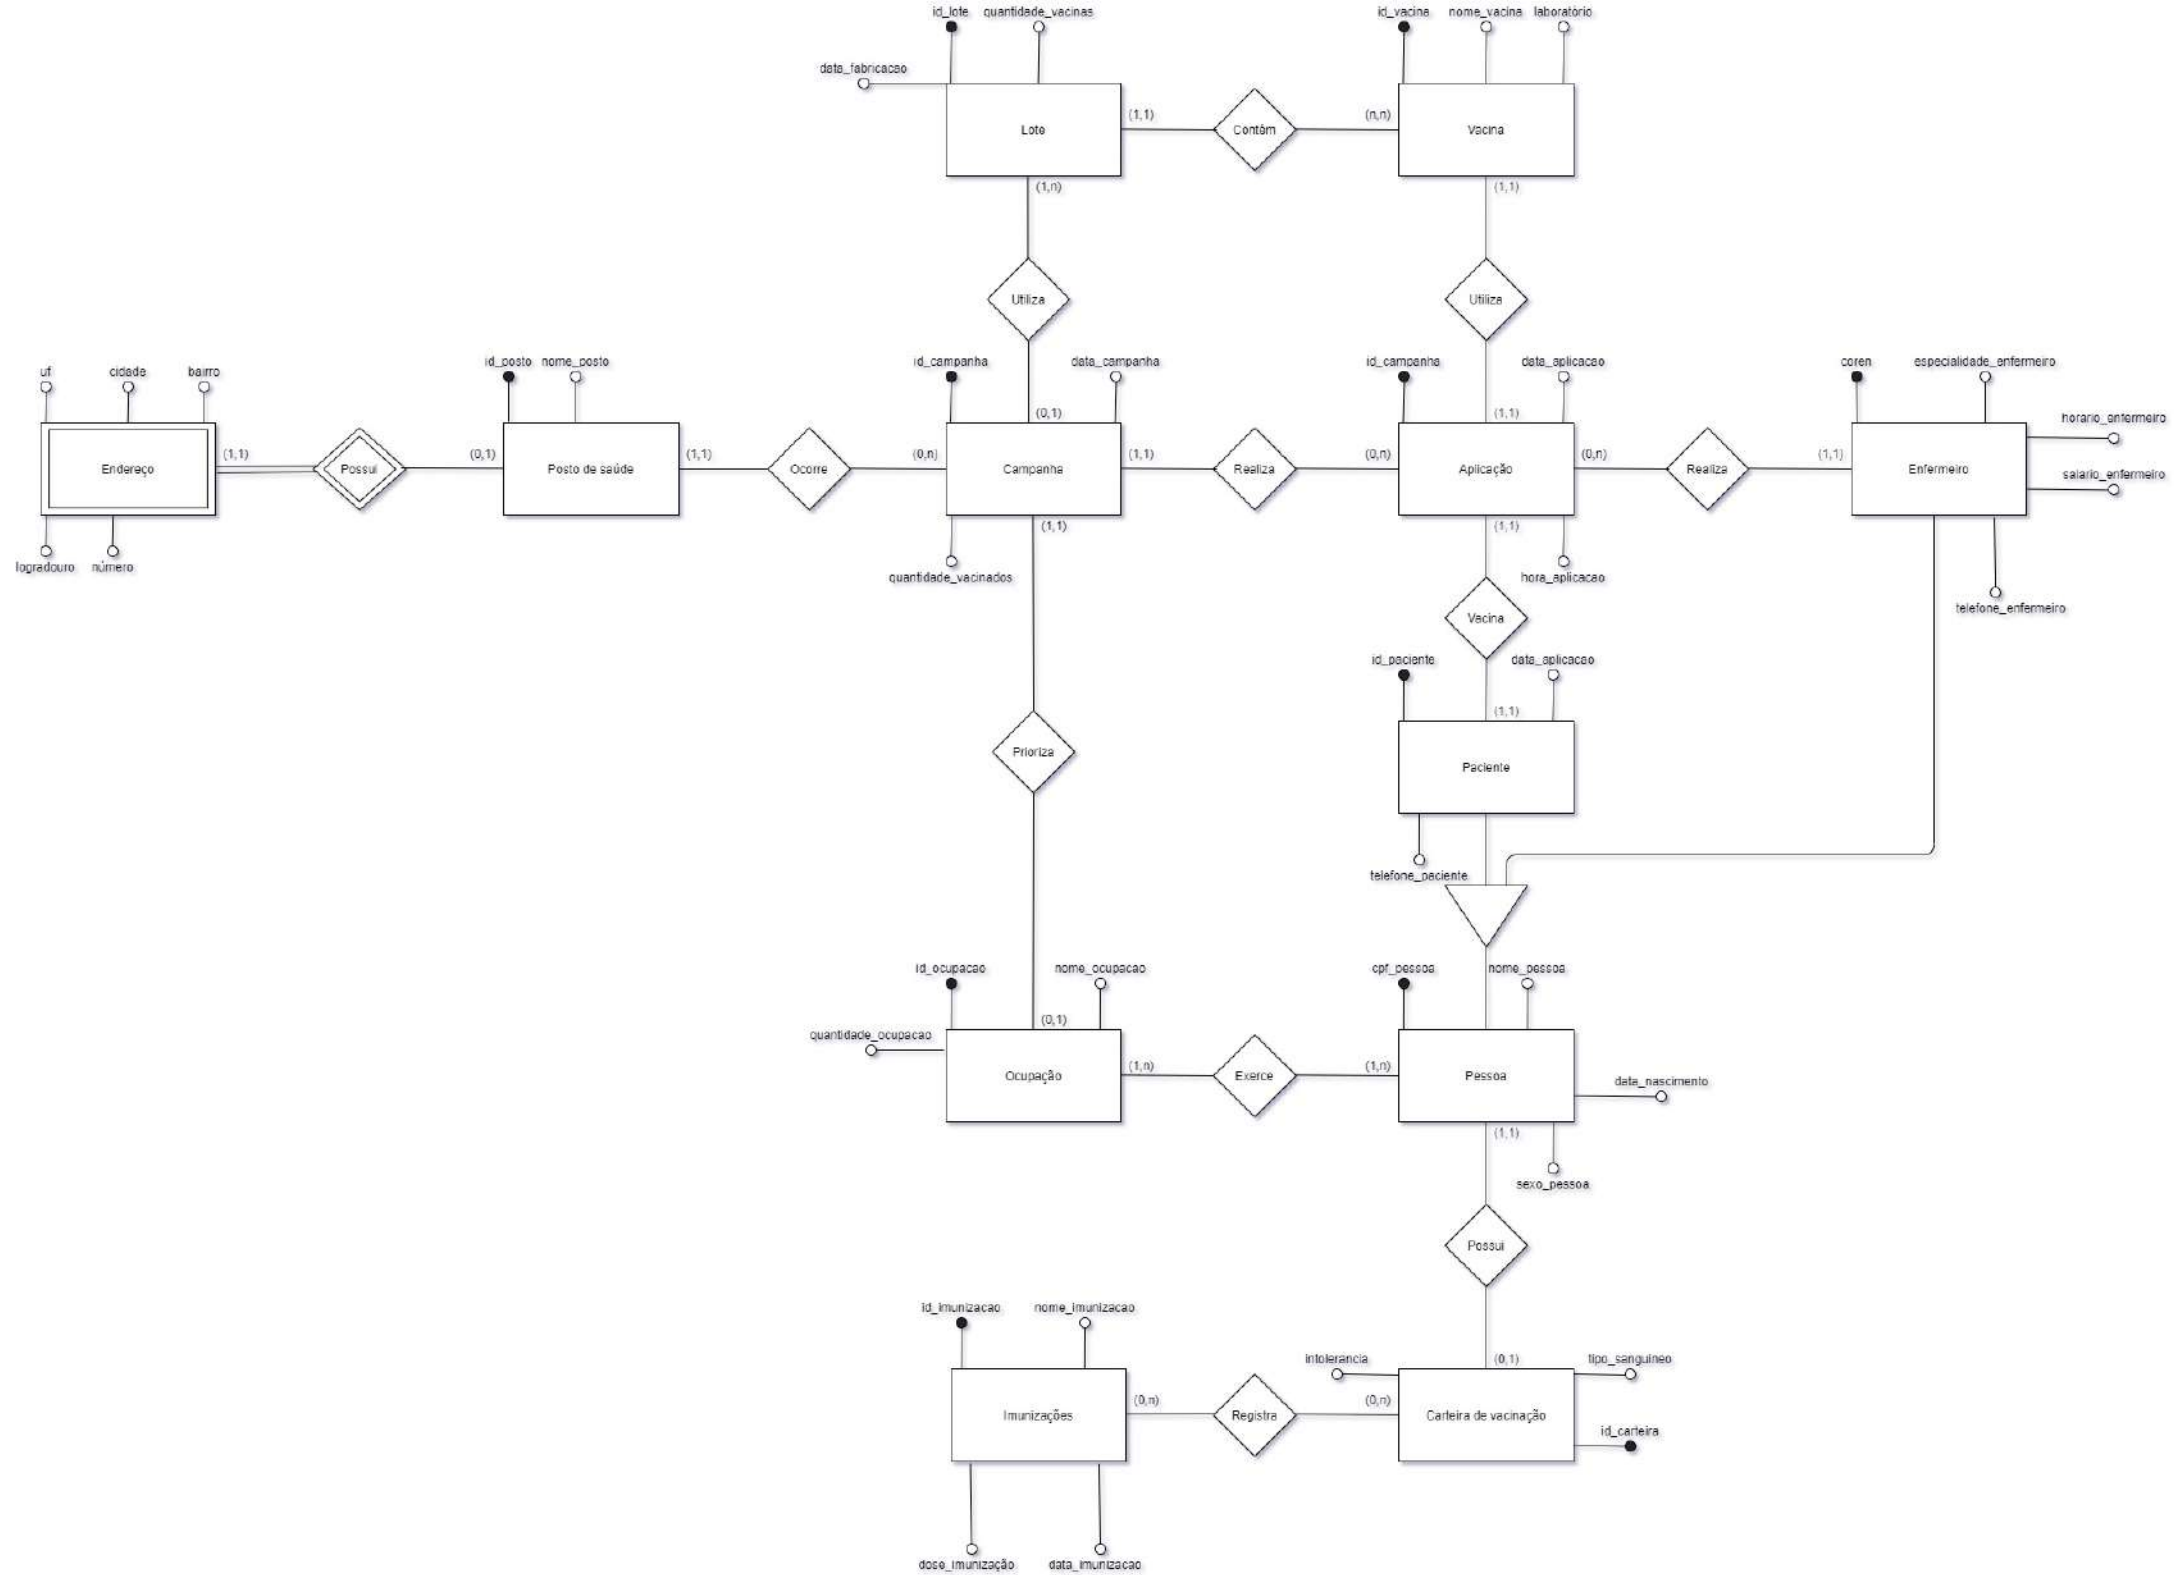 id_lote quantidade_vacinas
id_vacina nome_vacina laboratório
data_fabricacao
Lote
(1,1)
Contêm
(n,n)
Vacina
(1,n)
(1,1)
Utiliza
Utiliza
uf cidade bairro
id_posto nome_posto
id_campanha data_campanha
id_campanha data_aplicacao
coren especialidade_enfermeiro
horario_enfermeiro
salario_enfermeiro
(0,1)
(1,1)
Endereço
(1,1)
Possui
(0,1)
Posto de saúde
(1,1)
Ocorre
(0,n)
Campanha
(1,1)
Realiza
(0,n)
Aplicação
(0,n)
Realiza
(1,1)
Enfermeiro
(1,1)
(1,1)
logradouro número
quantidade_vacinados
hora_aplicacao
telefone_enfermeiro
Vacina
id_paciente data_aplicacao
(1,1)
Prioriza
Paciente
telefone_paciente
id_ocupacao nome_ocupacao
cpf_pessoa nome_pessoa
(0,1)
quantidade_ocupacao
Ocupação
(1,n)
Exerce
(1,n)
Pessoa
data_nascimento
(1,1)
sexo_pessoa
Possui
id_imunizacao nome_imunizacao
intolerancia
(0,1)
tipo_sanguineo
Imunizações
(0,n)
Registra
(0,n)
Carteira de vacinação
id_carteira
dose_imunização data_imunizacao